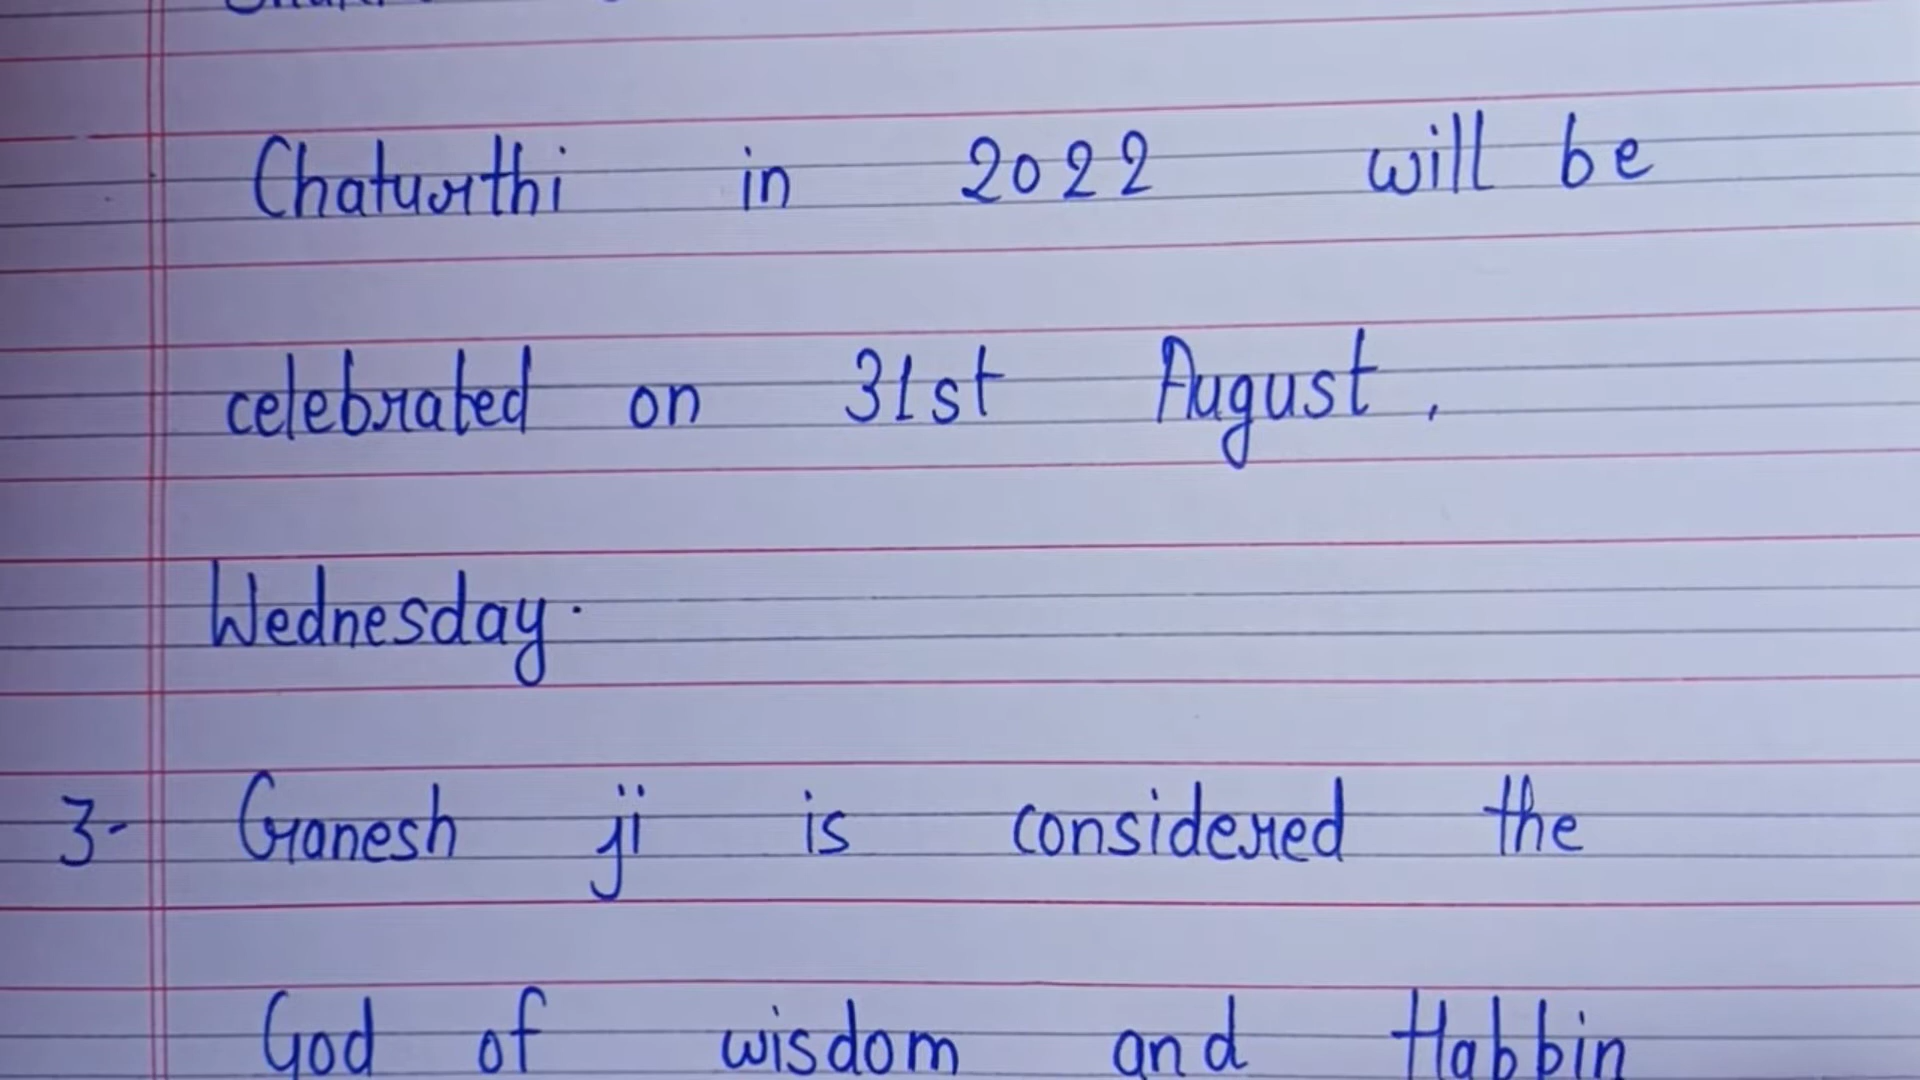 Chaturthi in 2022 will be
celebrated on 31st August,
Wednesday.
3- Ganesh ji is considered the
God of wisdom and Habbin